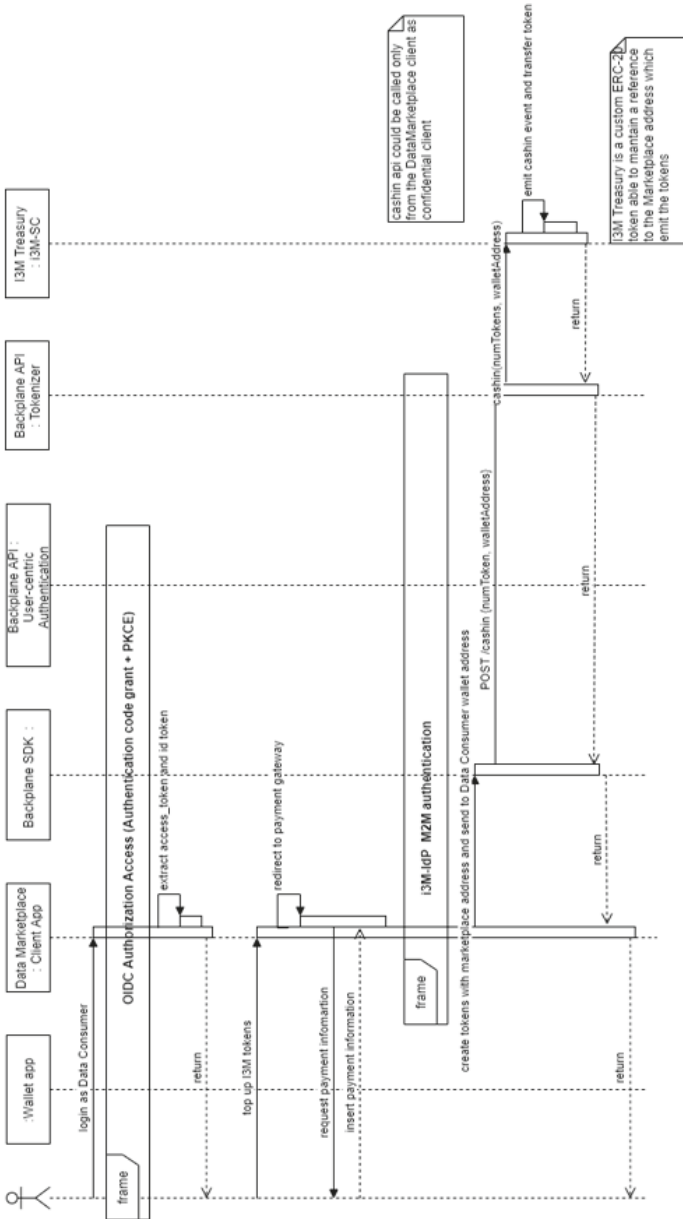 :Wallet app
Data Marketplace
: Client App
Backplane SDK :
Backplane API :
User-centric
Authentication
Backplane API
: Tokenizer
I3M Treasury
: i3M-SC
login as Data Consumer
frame
OIDC Authorization Access (Authentication code grant + PKCE)
extract access_token and id token
return
top up I3M tokens
redirect to payment gateway
request payment infomartion
insert payment information
cashin api could be called only
from the DataMarketplace client as
confidential client
frame
i3M-IdP M2M authentication
create tokens with marketplace address and send to Data Consumer wallet address
POST /cashin (numToken, walletAddress)
cashin(numTokens, walletAddress)
emit cashin event and transfer token
return
return
return
return
I3M Treasury is a custom ERC-20
token able to mantain a reference
to the Marketplace address which
emit the tokens